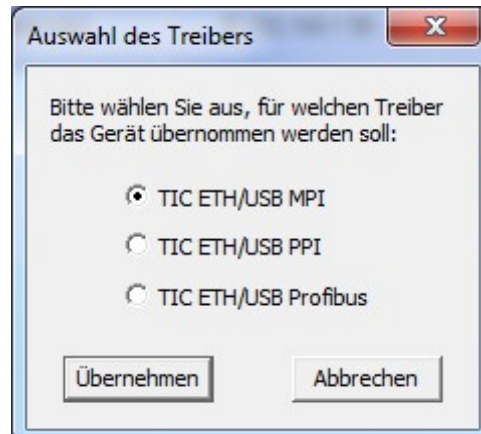 Auswahl des Treibers
Bitte wählen Sie aus, für welchen Treiber
das Gerät übernommen werden soll:
TIC ETH/USB MPI
TIC ETH/USB PPI
TIC ETH/USB Profibus
Übernehmen
Abbrechen